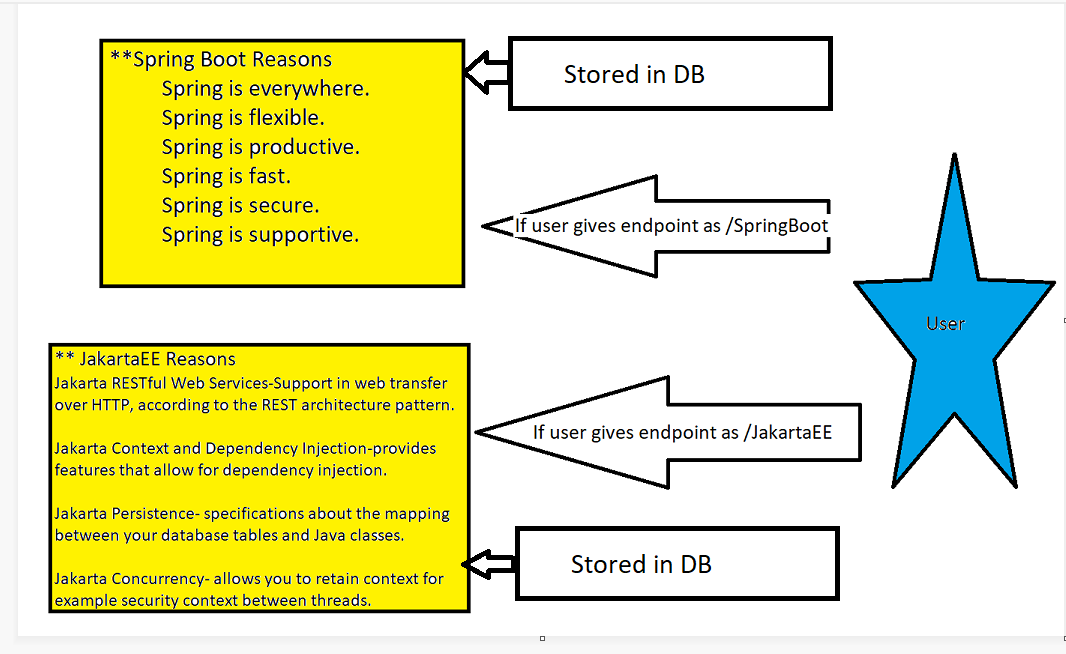 **Spring Boot Reasons
Spring is everywhere.
Spring is flexible.
Spring is productive.
Spring is fast.
Spring is secure.
Spring is supportive.
Stored in DB
If user gives endpoint as /SpringBoot
User
** JakartaEE Reasons
Jakarta RESTful Web Services-Support in web transfer
over HTTP, according to the REST architecture pattern.
Jakarta Context and Dependency Injection-provides
features that allow for dependency injection.
Jakarta Persistence- specifications about the mapping
between your database tables and Java classes.
Jakarta Concurrency- allows you to retain context for
example security context between threads.
If user gives endpoint as /JakartaEE
Stored in DB